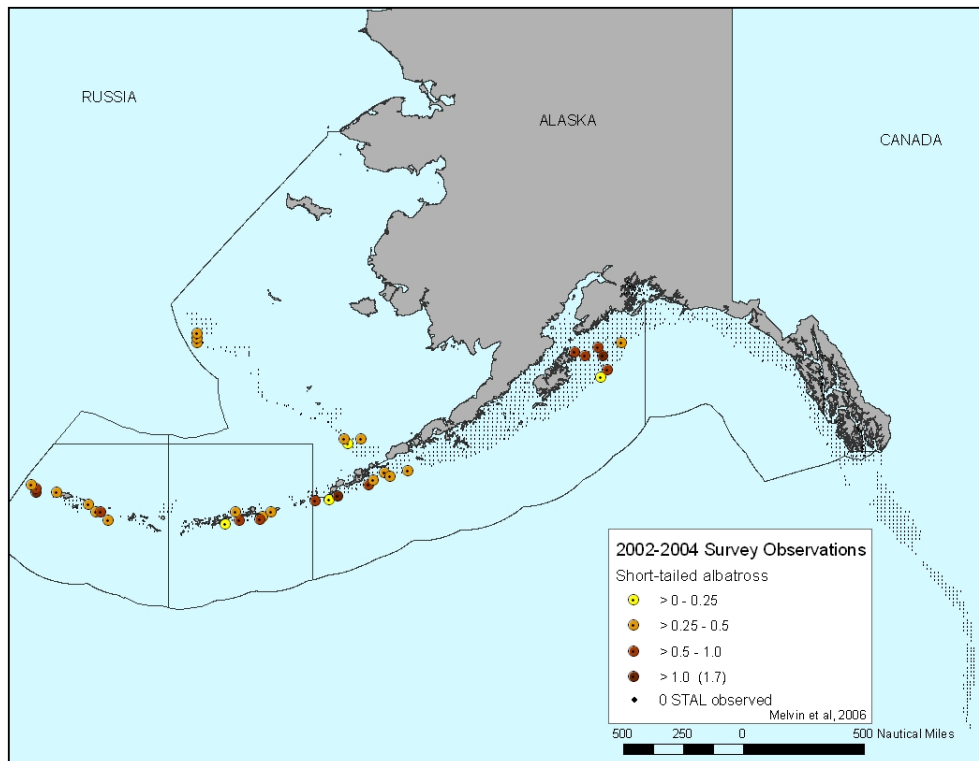 RUSSIA
ALASKA
CANADA
2002-2004 Survey Observations
Short-tailed albatross
> 0 - 0.25
> 0.25 - 0.5
> 0.5 - 1.0
> 1.0 (1.7)
0 STAL observed
Melvin et al, 2006
500 250 0 500 Nautical Miles